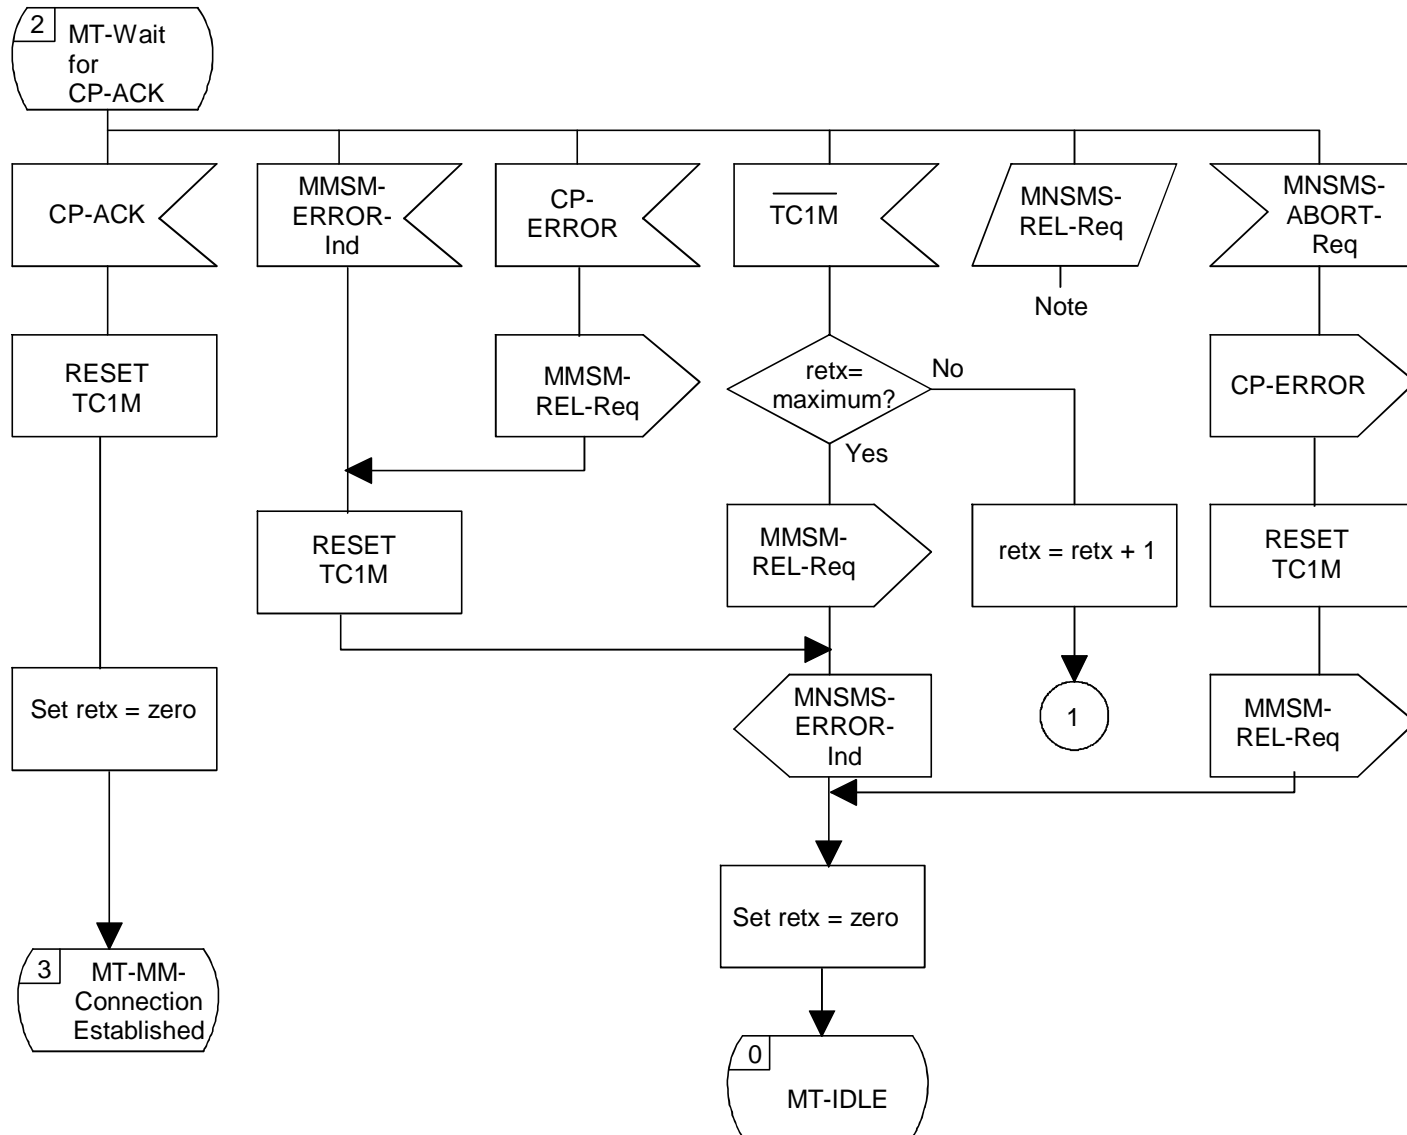 2
MT-Wait
for
CP-ACK
CP-ACK
MMSM-
ERROR-
Ind
CP-
ERROR
TC1M
MNSMS-
REL-Req
MNSMS-
ABORT-
Req
Note
RESET
TC1M
MMSM-
REL-Req
retx=
maximum?
No
Yes
CP-ERROR
RESET
TC1M
MMSM-
REL-Req
retx = retx + 1
RESET
TC1M
Set retx = zero
MNSMS-
ERROR-
Ind
1
MMSM-
REL-Req
Set retx = zero
3
MT-MM-
Connection
Established
0
MT-IDLE